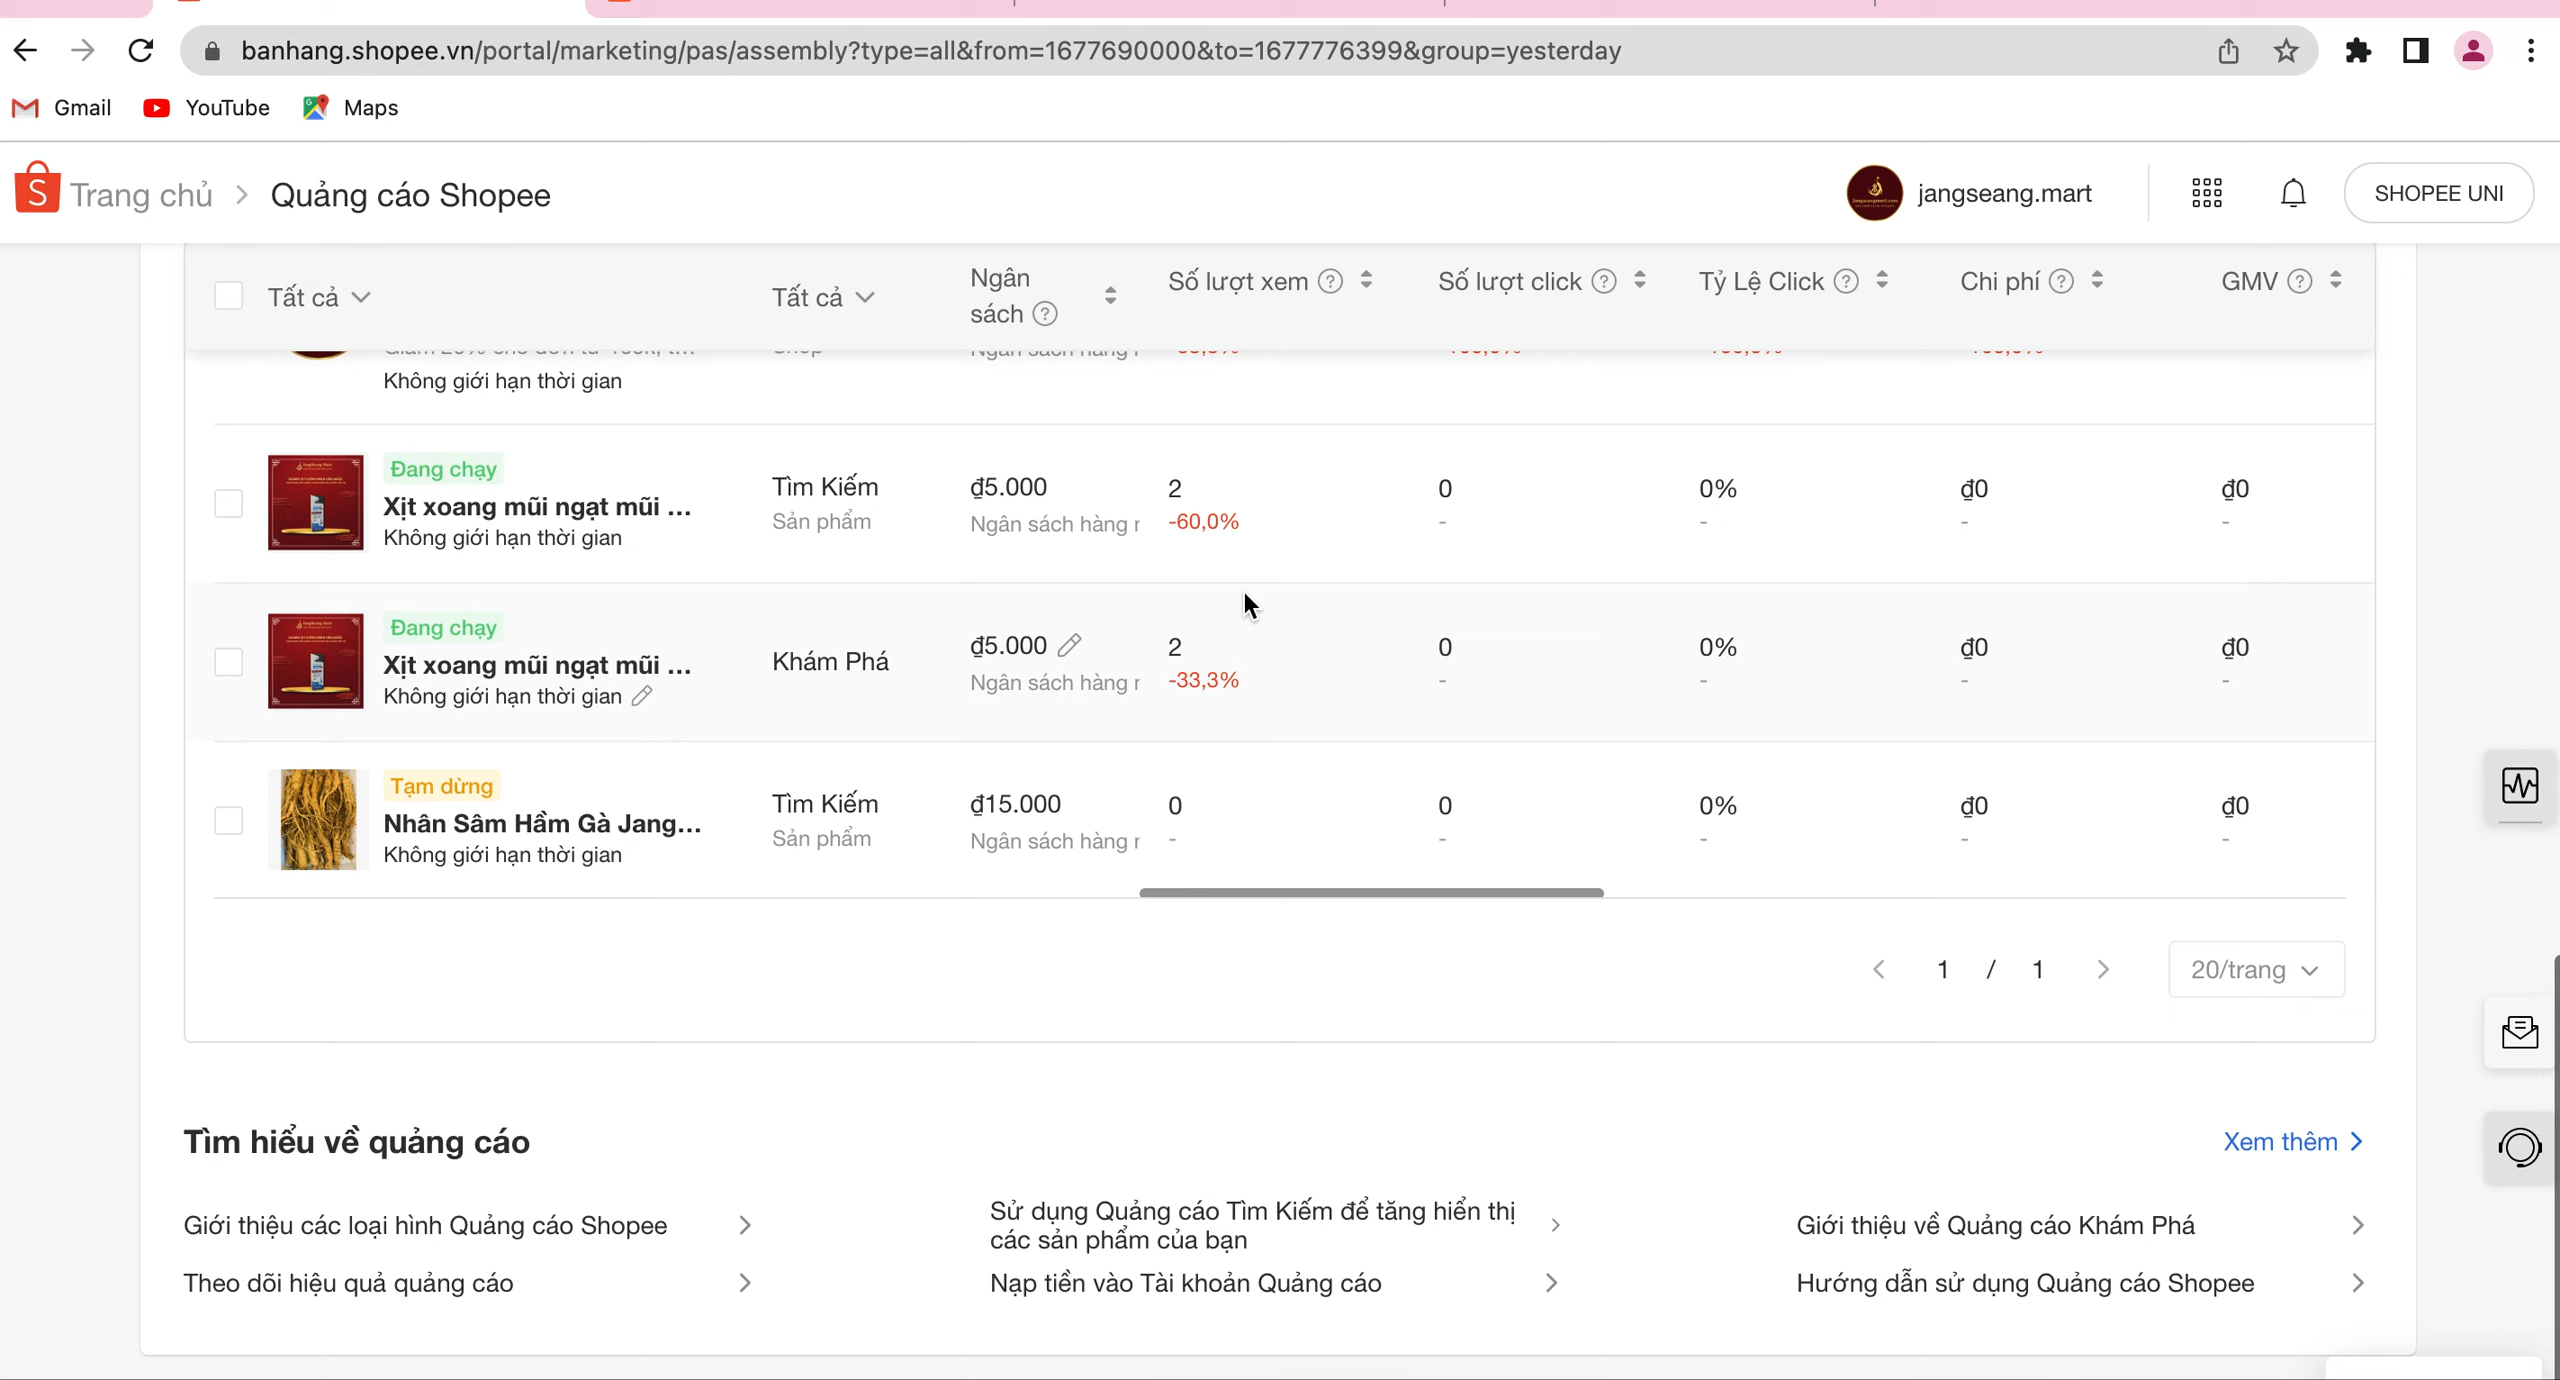 banhang.shopee.vn/portal/marketing/pas/assembly?type=all&from=1677690000&to=1677776399&group=yesterday
Gmail YouTube Maps
Trang chủ > Quảng cáo Shopee jangseang.mart SHOPEE UNI
Tất cả Tất cả Ngân sách Số lượt xem Số lượt click Tỷ Lệ Click Chi phí GMV
Không giới hạn thời gian
Đang chạy
Xịt xoang mũi ngạt mũi ...
Không giới hạn thời gian
Tìm Kiếm
Sản phẩm
₫5.000
Ngân sách hàng
2
-60,0%
0
-
0%
-
₫0
-
₫0
-
Đang chạy
Xịt xoang mũi ngạt mũi ...
Không giới hạn thời gian
Khám Phá
₫5.000
Ngân sách hàng
2
-33,3%
0
-
0%
-
₫0
-
₫0
-
Tạm dừng
Nhân Sâm Hầm Gà Jang...
Không giới hạn thời gian
Tìm Kiếm
Sản phẩm
₫15.000
Ngân sách hàng
0
-
0
-
0%
-
₫0
-
₫0
-
1 / 1 20/trang
Tìm hiểu về quảng cáo Xem thêm
Giới thiệu các loại hình Quảng cáo Shopee
Sử dụng Quảng cáo Tìm Kiếm để tăng hiển thị
các sản phẩm của bạn
Giới thiệu về Quảng cáo Khám Phá
Theo dõi hiệu quả quảng cáo
Nạp tiền vào Tài khoản Quảng cáo
Hướng dẫn sử dụng Quảng cáo Shopee